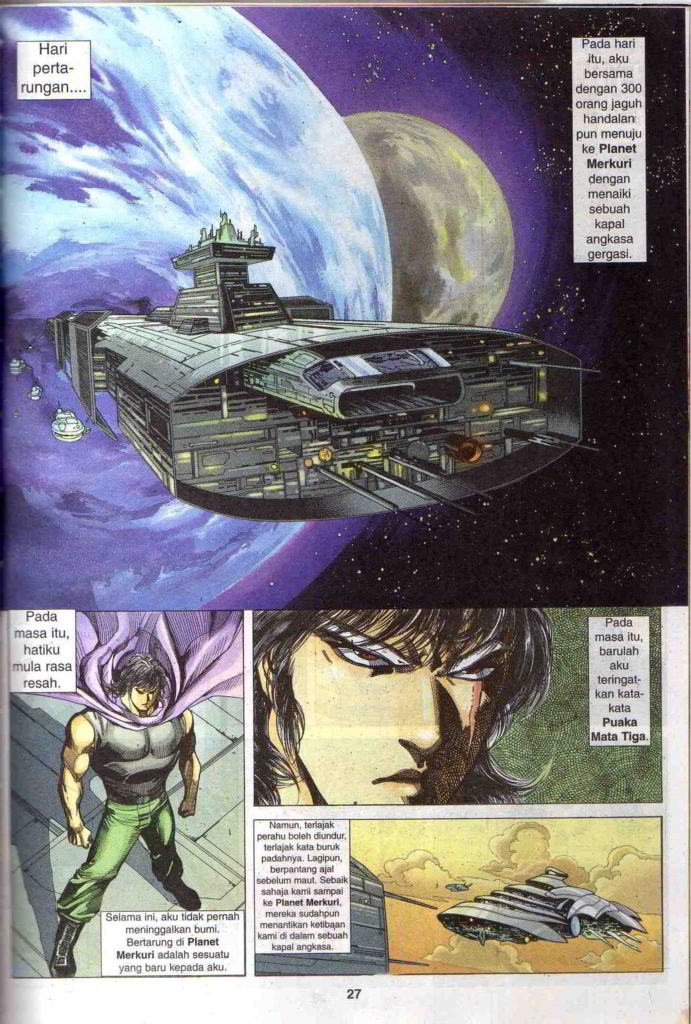 Hari
perta-
rungan....
Pada hari
itu, aku
bersama
dengan 300
orang jaguh
handalan
pun menuju
ke Planet
Merkuri
dengan
menaiki
sebuah
kapal
angkasa
gergasi.
Pada
masa itu,
hatiku
mula rasa
resah.
Selama ini, aku tidak pernah
meninggalkan bumi.
Bertarung di Planet
Merkuri adalah sesuatu
yang baru kepada aku.
Pada
masa itu,
barulah
aku
teringat-
kan kata-
kata
Puaka
Mata Tiga.
Namun, terlajak
perahu boleh diundur,
terlajak kata buruk
padahnya. Lagipun,
berpantang ajal
sebelum maut. Sebaik
sahaja kami sampai
ke Planet Merkuri,
mereka sudahpun
menantikan ketibaan
kami di dalam sebuah
kapal angkasa.
27